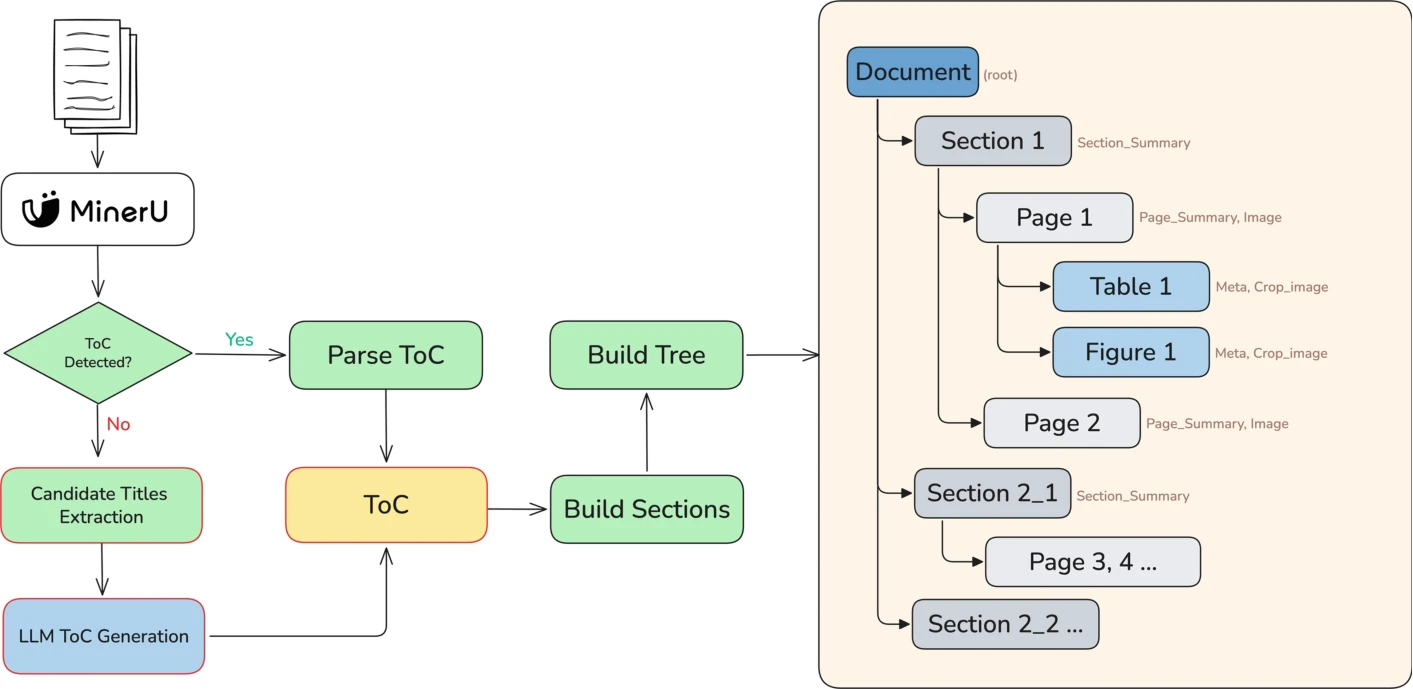 MinerU
ToC
Detected?
Yes
No
Parse ToC
Candidate Titles
Extraction
LLM ToC Generation
ToC
Build Sections
Build Tree
Document (root)
Section 1 Section_Summary
Page 1 Page_Summary, Image
Table 1 Meta, Crop_image
Figure 1 Meta, Crop_image
Page 2 Page_Summary, Image
Section 2_1 Section_Summary
Page 3, 4 ...
Section 2_2 ...